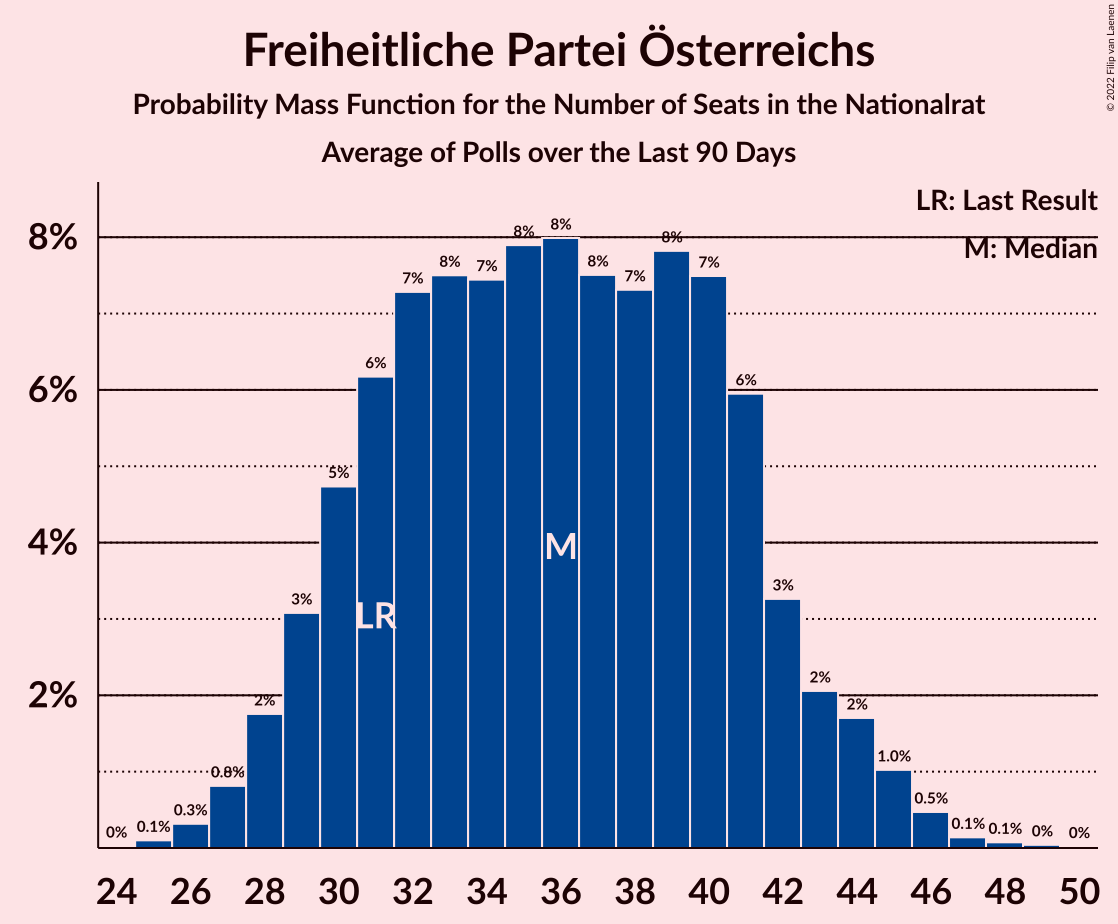 Freiheitliche Partei Österreichs
Probability Mass Function for the Number of Seats in the Nationalrat
Average of Polls over the Last 90 Days
© 2022 Filip van Laenen
LR: Last Result
M: Median
8%
6%
4%
2%
0% 0.1% 0.3% 0.8% 2% 3% 5% 6% 7% 8% 7% 8% 8% 8% 7% 8% 7% 6% 3% 2% 2% 1.0% 0.5% 0.1% 0.1% 0% 0%
LR
M
24 26 28 30 32 34 36 38 40 42 44 46 48 50